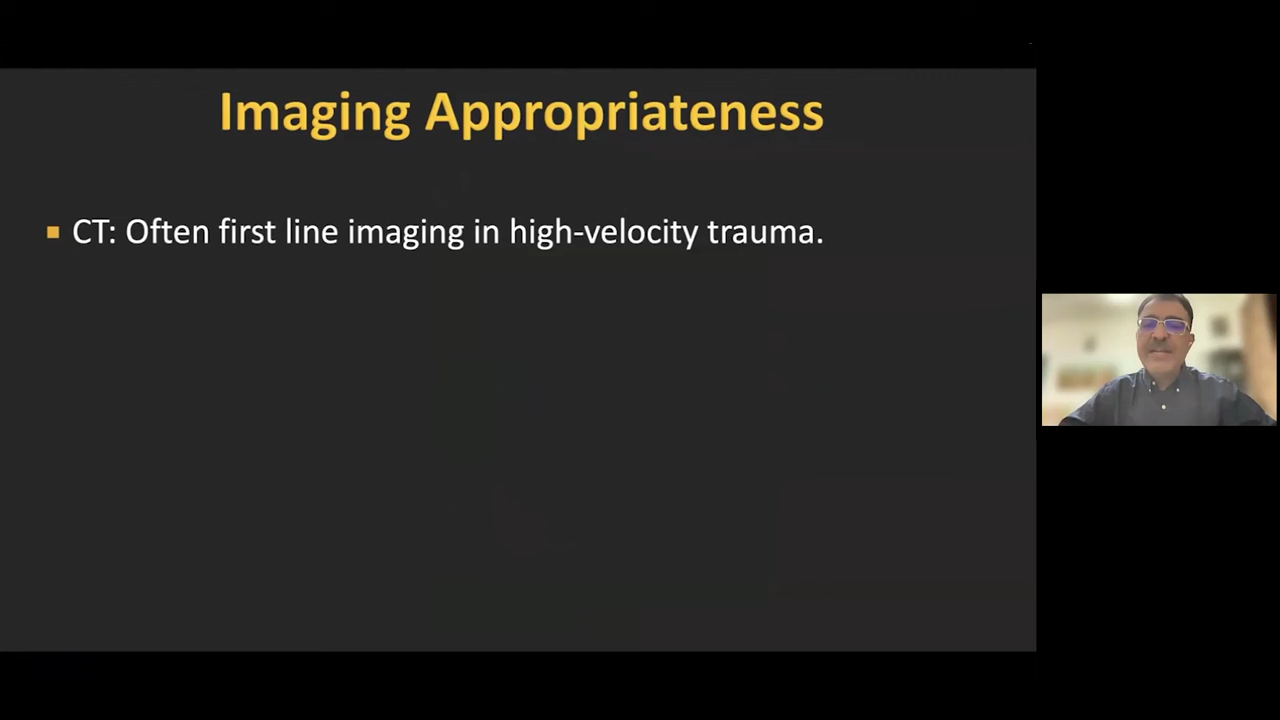 Imaging Appropriateness
CT: Often first line imaging in high-velocity trauma.